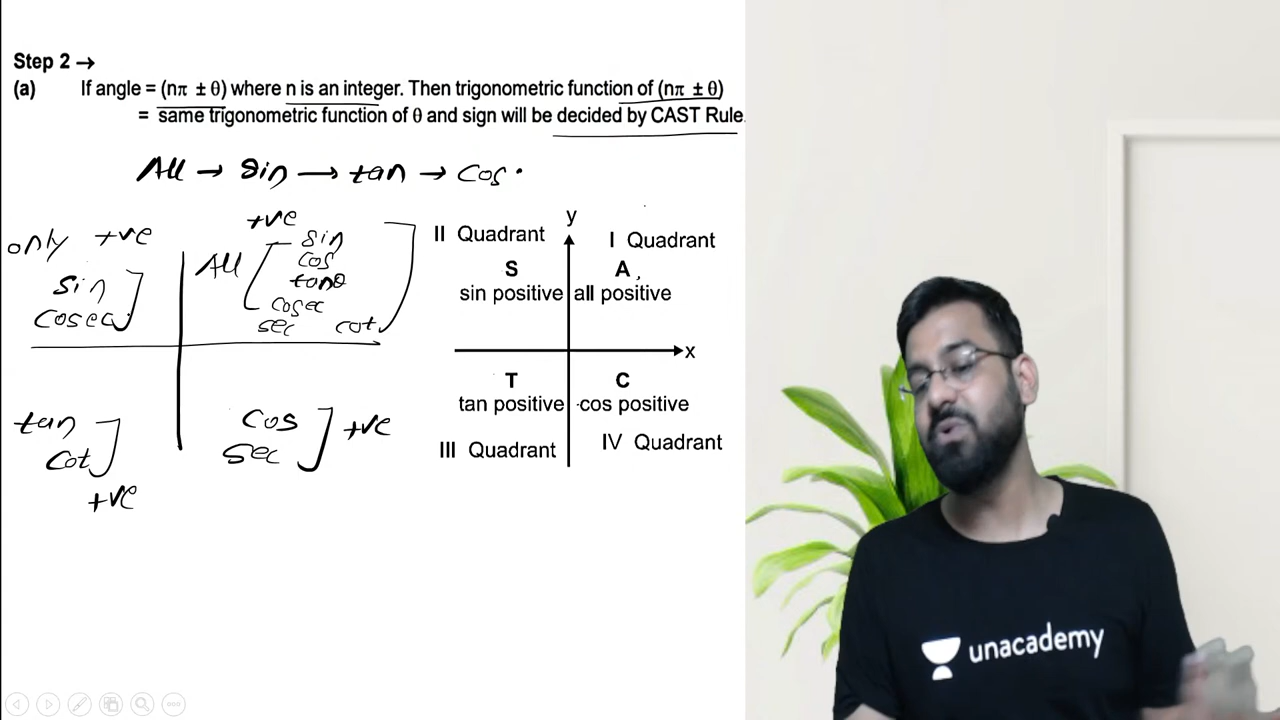 Step 2 →
(a) If angle = (nπ ± θ) where n is an integer. Then trigonometric function of (nπ ± θ)
= same trigonometric function of θ and sign will be decided by CAST Rule.
All → sin → tan → cos
only +ve
sin
cosec
+ve
All
sin
cos
tanθ
cosec
sec cot
tan
cot
+ve
cos
sec
+ve
y
II Quadrant
I Quadrant
S
A
sin positive
all positive
x
T
C
tan positive
cos positive
III Quadrant
IV Quadrant
unacademy